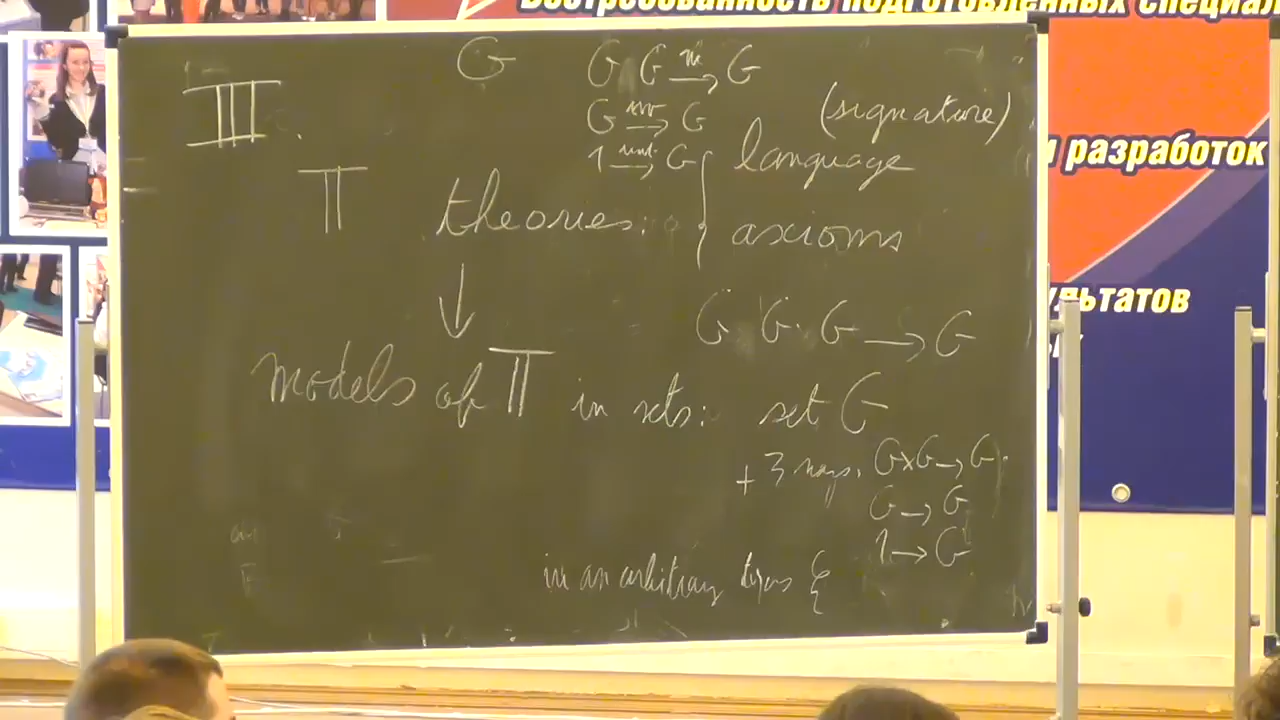 Востребованность подготовленных специал
III.
G
G G m→ G
G inv→ G
1 unit→ G
(signature)
𝕋 theories: { language
axioms
разработок
ультатов
↓
G G G → G
models of 𝕋 in sets: set G
+ 3 maps, G×G→G.
G→G
1→G
in an arbitrary topos ℰ